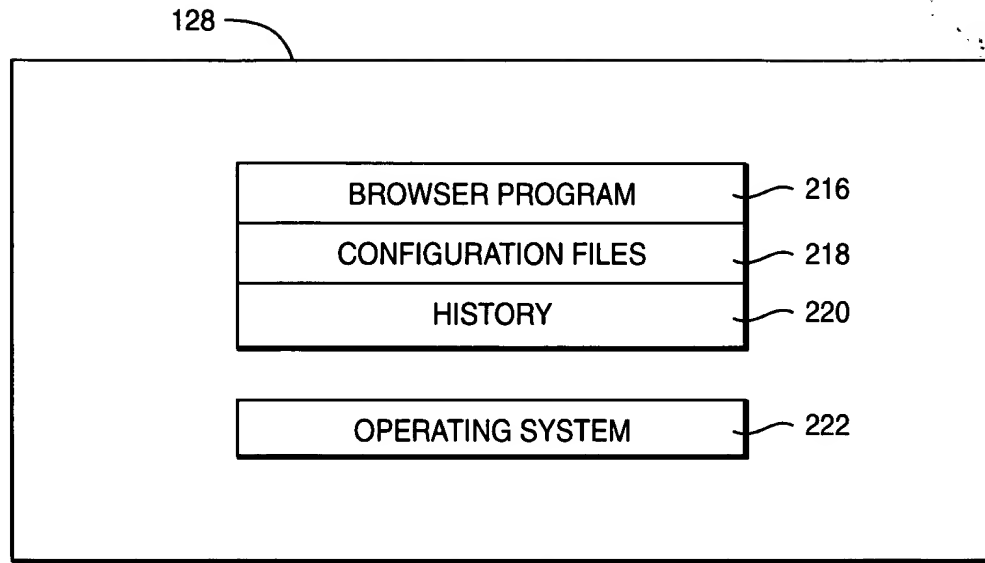 128
BROWSER PROGRAM 216
CONFIGURATION FILES 218
HISTORY 220
OPERATING SYSTEM 222